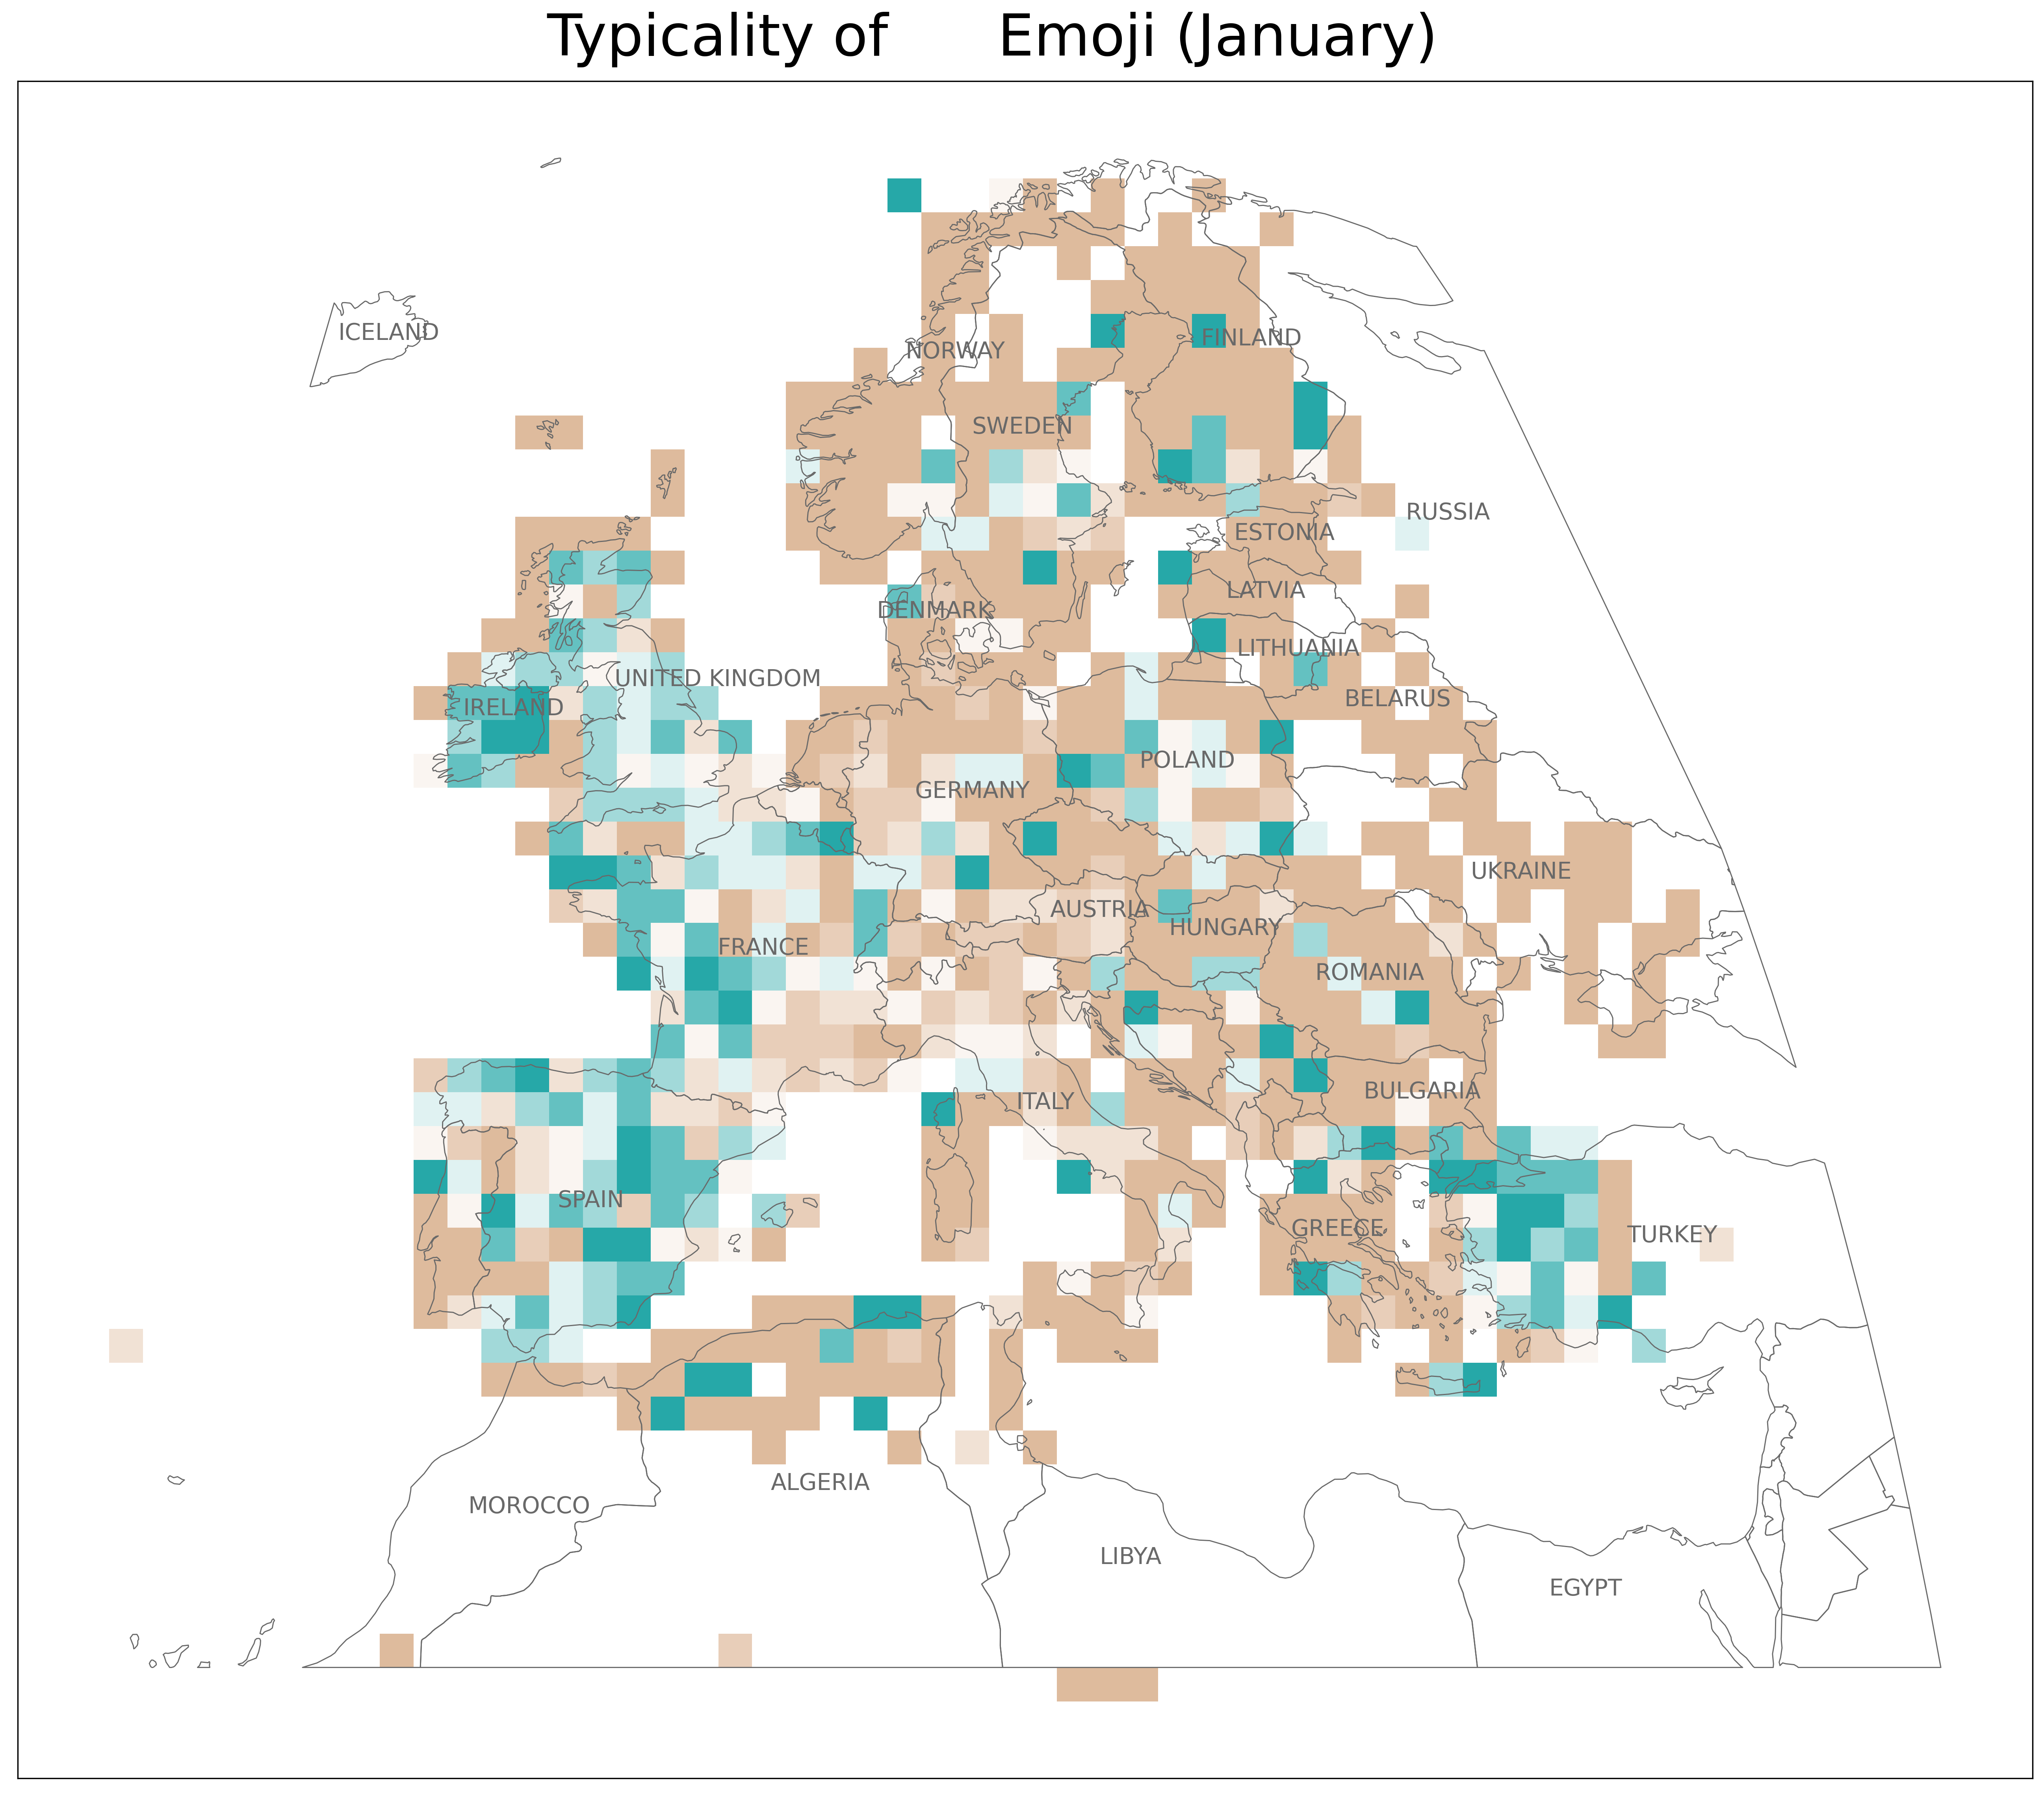 Typicality of Emoji (January)
ICELAND
NORWAY
FINLAND
SWEDEN
RUSSIA
ESTONIA
LATVIA
DENMARK
LITHUANIA
UNITED KINGDOM
IRELAND
BELARUS
POLAND
GERMANY
UKRAINE
AUSTRIA
HUNGARY
FRANCE
ROMANIA
BULGARIA
ITALY
SPAIN
GREECE
TURKEY
ALGERIA
MOROCCO
LIBYA
EGYPT